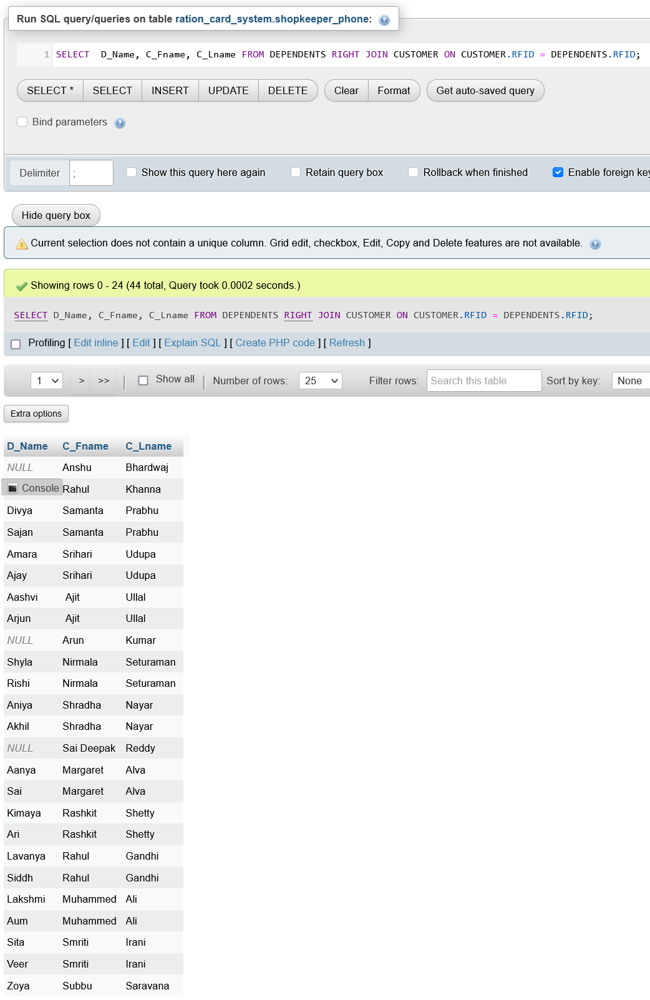 Run SQL query/queries on table ration_card_system.shopkeeper_phone:
1 SELECT  D_Name, C_Fname, C_Lname FROM DEPENDENTS RIGHT JOIN CUSTOMER ON CUSTOMER.RFID = DEPENDENTS.RFID;
SELECT * SELECT INSERT UPDATE DELETE Clear Format Get auto-saved query
Bind parameters
Delimiter ; Show this query here again Retain query box Rollback when finished Enable foreign key
Hide query box
Current selection does not contain a unique column. Grid edit, checkbox, Edit, Copy and Delete features are not available.
Showing rows 0 - 24 (44 total, Query took 0.0002 seconds.)
SELECT D_Name, C_Fname, C_Lname FROM DEPENDENTS RIGHT JOIN CUSTOMER ON CUSTOMER.RFID = DEPENDENTS.RFID;
Profiling [ Edit inline ] [ Edit ] [ Explain SQL ] [ Create PHP code ] [ Refresh ]
1 > >> | Show all | Number of rows: 25 Filter rows: Search this table Sort by key: None
Extra options
D_Name C_Fname C_Lname
NULL Anshu Bhardwaj
Console Rahul Khanna
Divya Samanta Prabhu
Sajan Samanta Prabhu
Amara Srihari Udupa
Ajay Srihari Udupa
Aashvi Ajit Ullal
Arjun Ajit Ullal
NULL Arun Kumar
Shyla Nirmala Seturaman
Rishi Nirmala Seturaman
Aniya Shradha Nayar
Akhil Shradha Nayar
NULL Sai Deepak Reddy
Aanya Margaret Alva
Sai Margaret Alva
Kimaya Rashkit Shetty
Ari Rashkit Shetty
Lavanya Rahul Gandhi
Siddh Rahul Gandhi
Lakshmi Muhammed Ali
Aum Muhammed Ali
Sita Smriti Irani
Veer Smriti Irani
Zoya Subbu Saravana